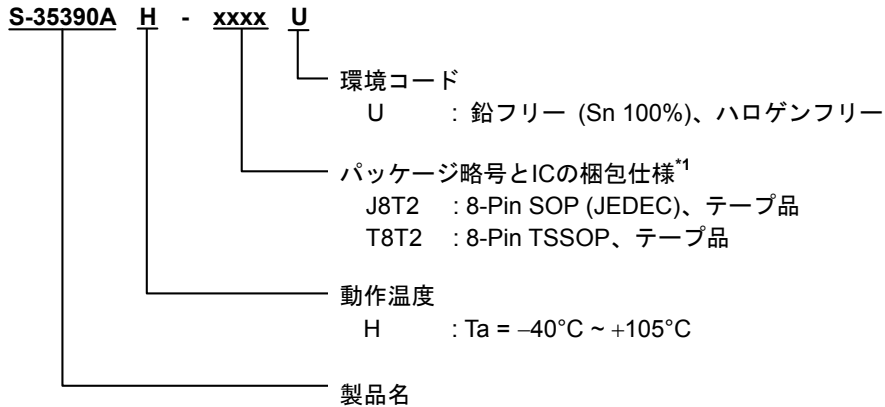 S-35390A H - xxxx U
環境コード
U : 鉛フリー (Sn 100%)、ハロゲンフリー
パッケージ略号とICの梱包仕様*1
J8T2 : 8-Pin SOP (JEDEC)、テープ品
T8T2 : 8-Pin TSSOP、テープ品
動作温度
H : Ta = −40°C ~ +105°C
製品名